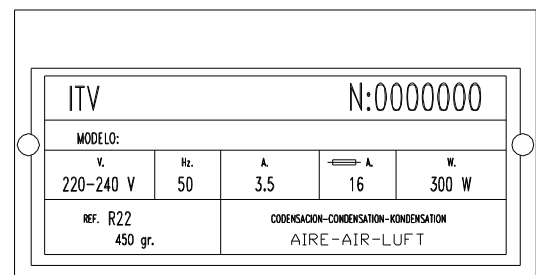 ITV N:0000000
MODELO:
V. Hz. A. A. W.
220-240 V 50 3.5 16 300 W
REF. R22 CODENSACION-CONDENSATION-KONDENSATION
450 gr. AIRE-AIR-LUFT